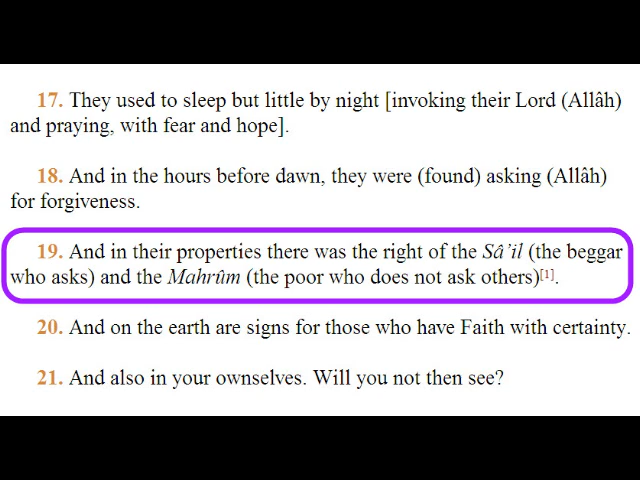 17. They used to sleep but little by night [invoking their Lord (Allâh)
and praying, with fear and hope].
18. And in the hours before dawn, they were (found) asking (Allâh)
for forgiveness.
19. And in their properties there was the right of the Sâ’il (the beggar
who asks) and the Mahrûm (the poor who does not ask others)[1].
20. And on the earth are signs for those who have Faith with certainty.
21. And also in your ownselves. Will you not then see?